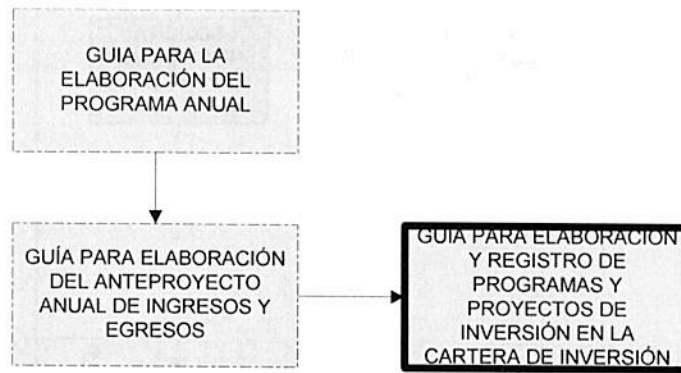 GUIA PARA LA
ELABORACIÓN DEL
PROGRAMA ANUAL
GUÍA PARA ELABORACIÓN
DEL ANTEPROYECTO
ANUAL DE INGRESOS Y
EGRESOS
GUIA PARA ELABORACIÓN
Y REGISTRO DE
PROGRAMAS Y
PROYECTOS DE
INVERSIÓN EN LA
CARTERA DE INVERSIÓN